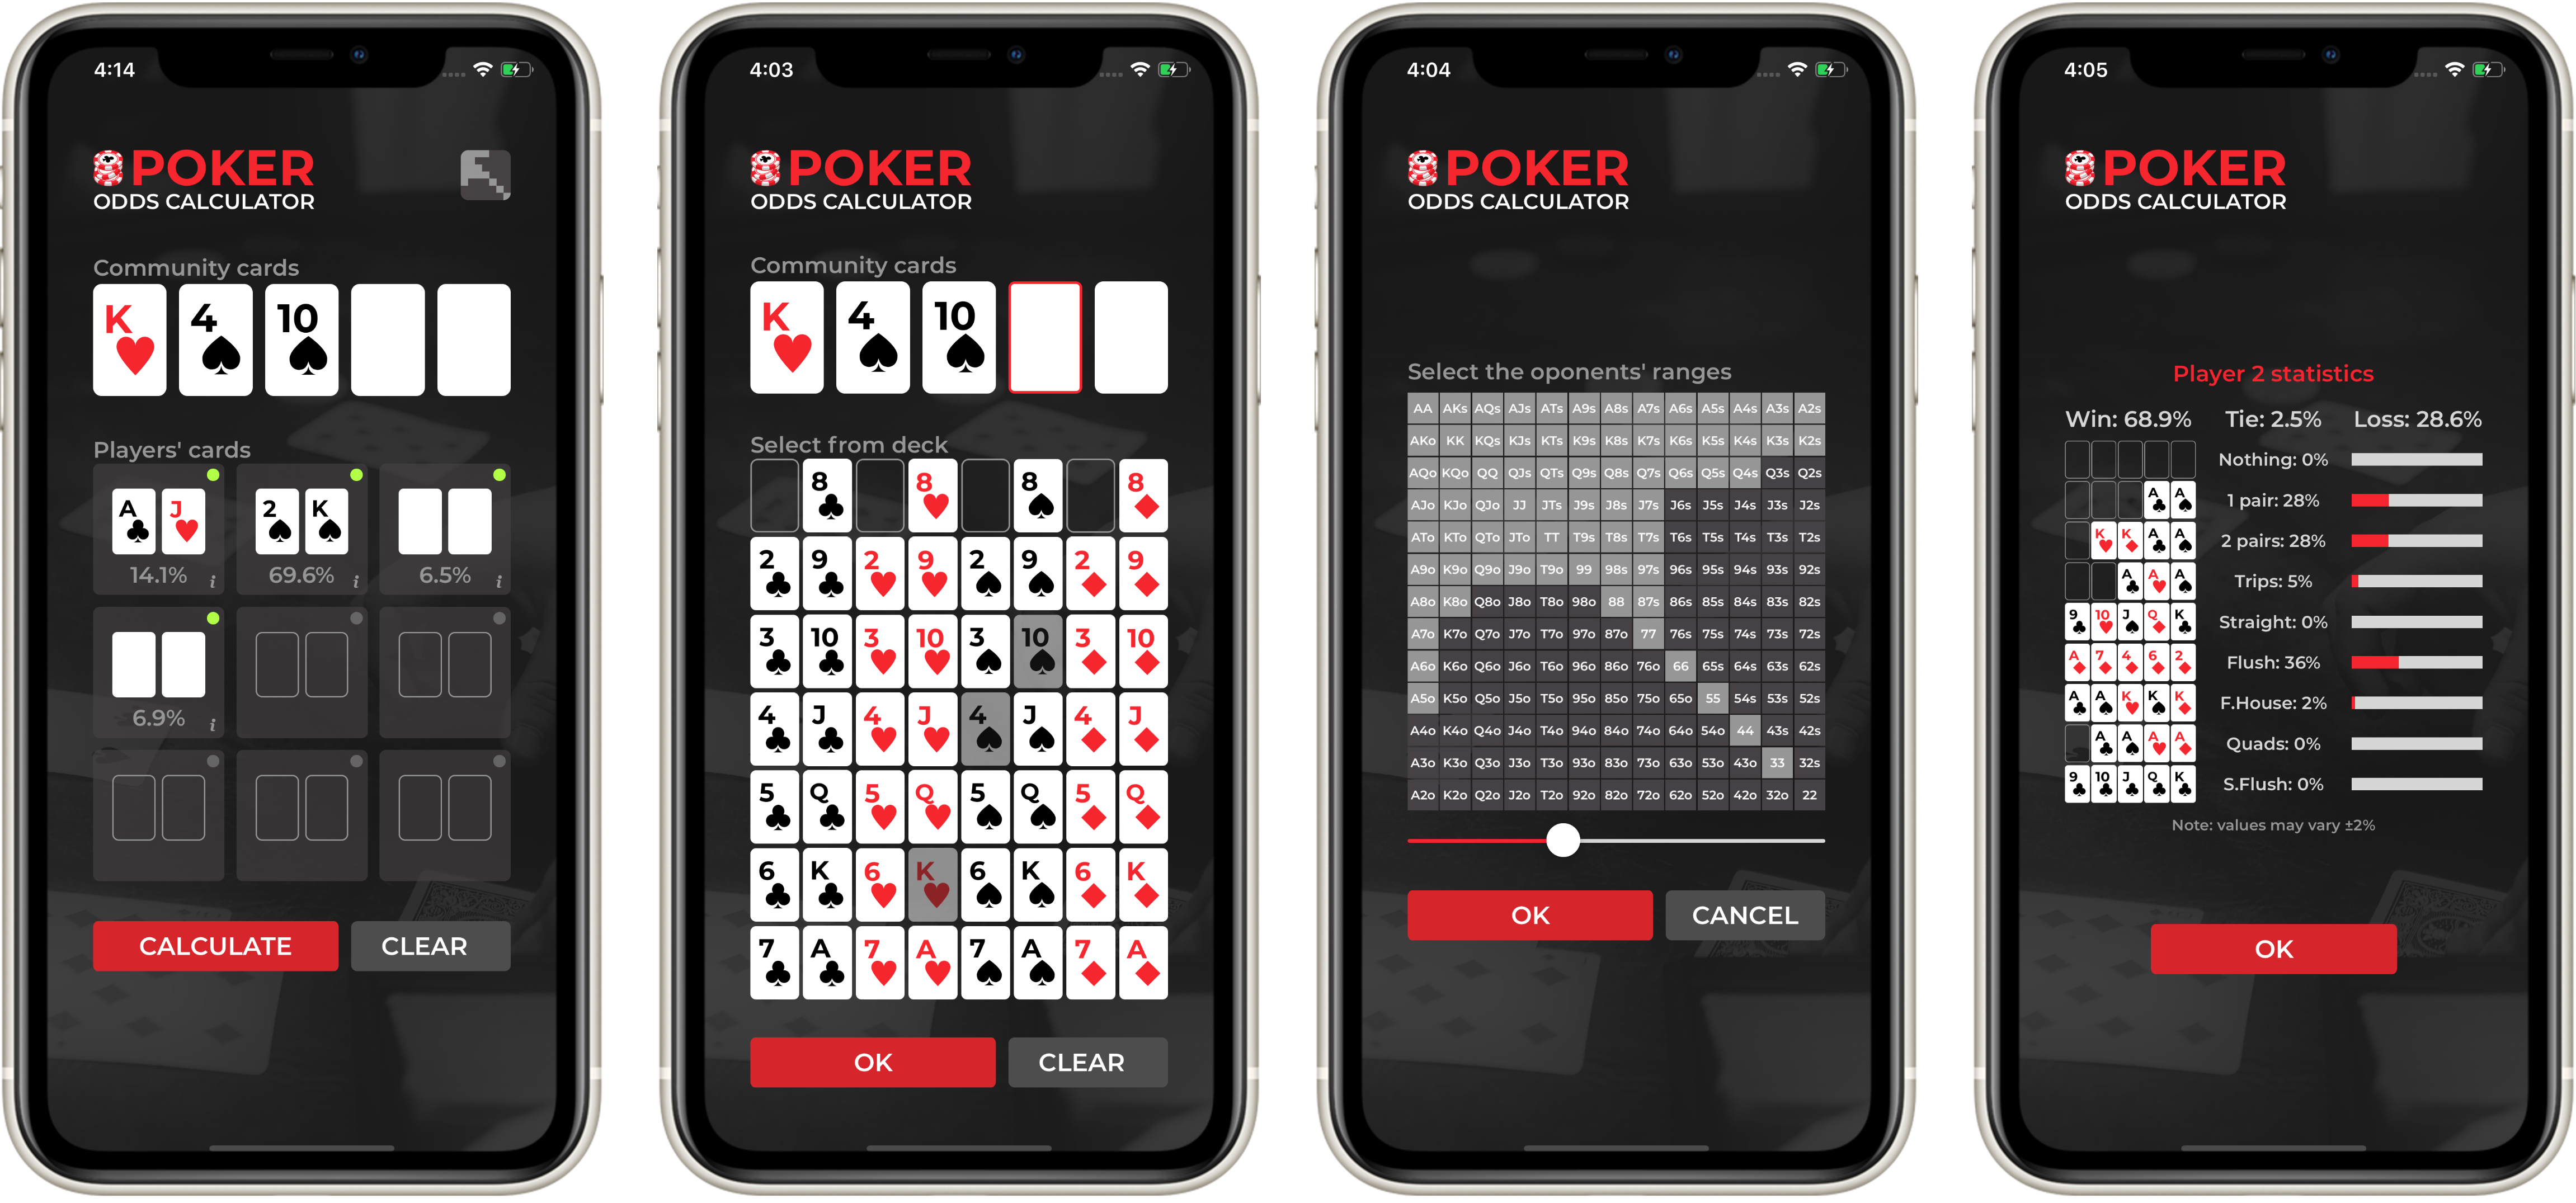 4:14
POKER
ODDS CALCULATOR
Community cards
K 4 10
Players' cards
A J 2 K
14.1% i 69.6% i 6.5% i
6.9% i
CALCULATE CLEAR
4:03
POKER
ODDS CALCULATOR
Community cards
K 4 10
Select from deck
8 8 8 8
2 9 2 9 2 9 2 9
3 10 3 10 3 10 3 10
4 J 4 J 4 J 4 J
5 Q 5 Q 5 Q 5 Q
6 K 6 K 6 K 6 K
7 A 7 A 7 A 7 A
OK CLEAR
4:04
POKER
ODDS CALCULATOR
Select the oponents' ranges
AA AKs AQs AJs ATs A9s A8s A7s A6s A5s A4s A3s A2s
AKo KK KQs KJs KTs K9s K8s K7s K6s K5s K4s K3s K2s
AQo KQo QQ QJs QTs Q9s Q8s Q7s Q6s Q5s Q4s Q3s Q2s
AJo KJo QJo JJ JTs J9s J8s J7s J6s J5s J4s J3s J2s
ATo KTo QTo JTo TT T9s T8s T7s T6s T5s T4s T3s T2s
A9o K9o Q9o J9o T9o 99 98s 97s 96s 95s 94s 93s 92s
A8o K8o Q8o J8o T8o 98o 88 87s 86s 85s 84s 83s 82s
A7o K7o Q7o J7o T7o 97o 87o 77 76s 75s 74s 73s 72s
A6o K6o Q6o J6o T6o 96o 86o 76o 66 65s 64s 63s 62s
A5o K5o Q5o J5o T5o 95o 85o 75o 65o 55 54s 53s 52s
A4o K4o Q4o J4o T4o 94o 84o 74o 64o 54o 44 43s 42s
A3o K3o Q3o J3o T3o 93o 83o 73o 63o 53o 43o 33 32s
A2o K2o Q2o J2o T2o 92o 82o 72o 62o 52o 42o 32o 22
OK CANCEL
4:05
POKER
ODDS CALCULATOR
Player 2 statistics
Win: 68.9% Tie: 2.5% Loss: 28.6%
Nothing: 0%
A A 1 pair: 28%
K K A A 2 pairs: 28%
A A A Trips: 5%
9 10 J Q K Straight: 0%
A 7 4 6 2 Flush: 36%
A A K K K F.House: 2%
A A A A Quads: 0%
9 10 J Q K S.Flush: 0%
Note: values may vary ±2%
OK